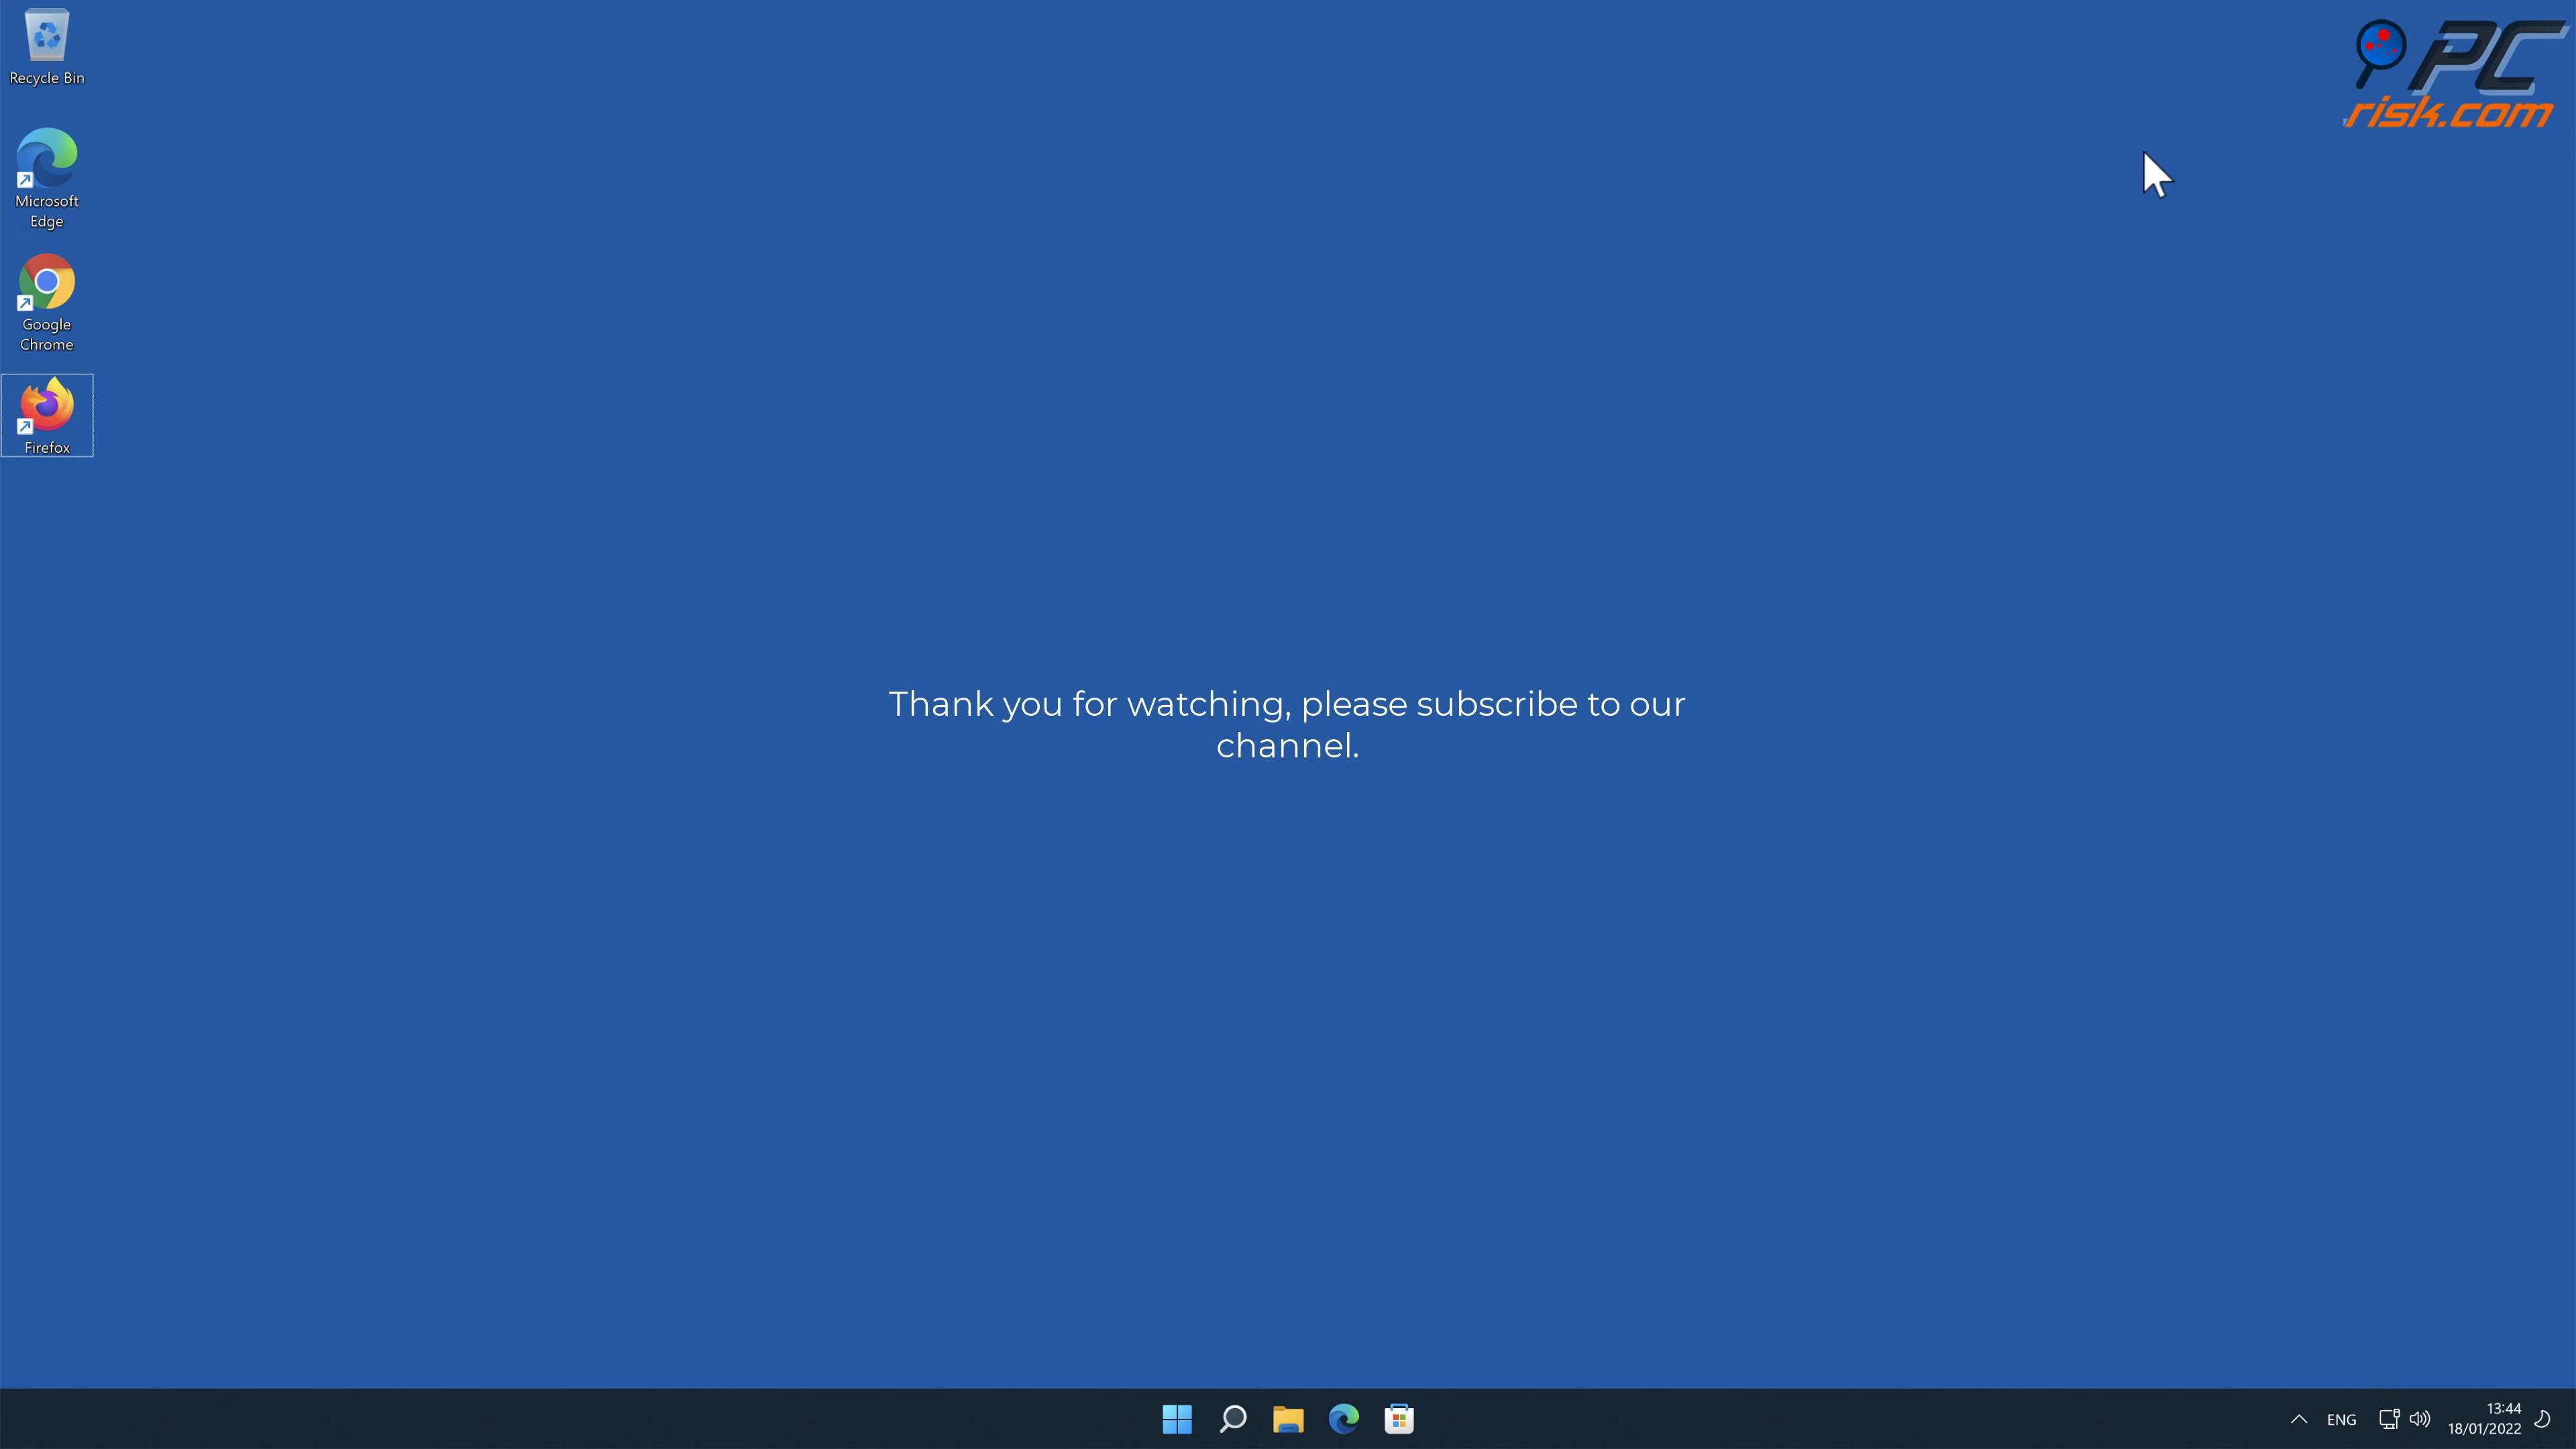 Recycle Bin
PC
risk.com
Microsoft
Edge
Google
Chrome
Firefox
Thank you for watching, please subscribe to our
channel.
ENG
13:44
18/01/2022